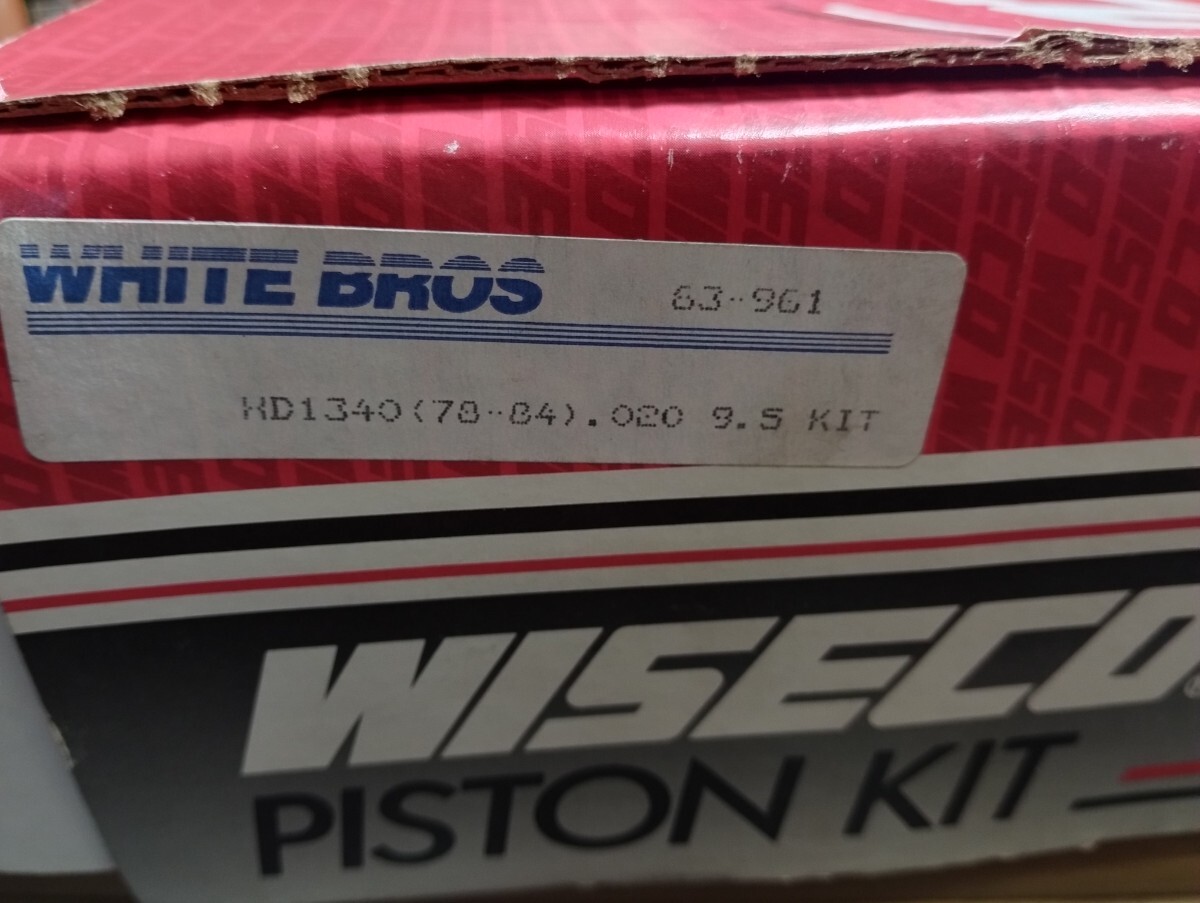 WHITE BROS 63-961
HD1340(78-84).020 9.5 KIT
WISECO
PISTON KIT